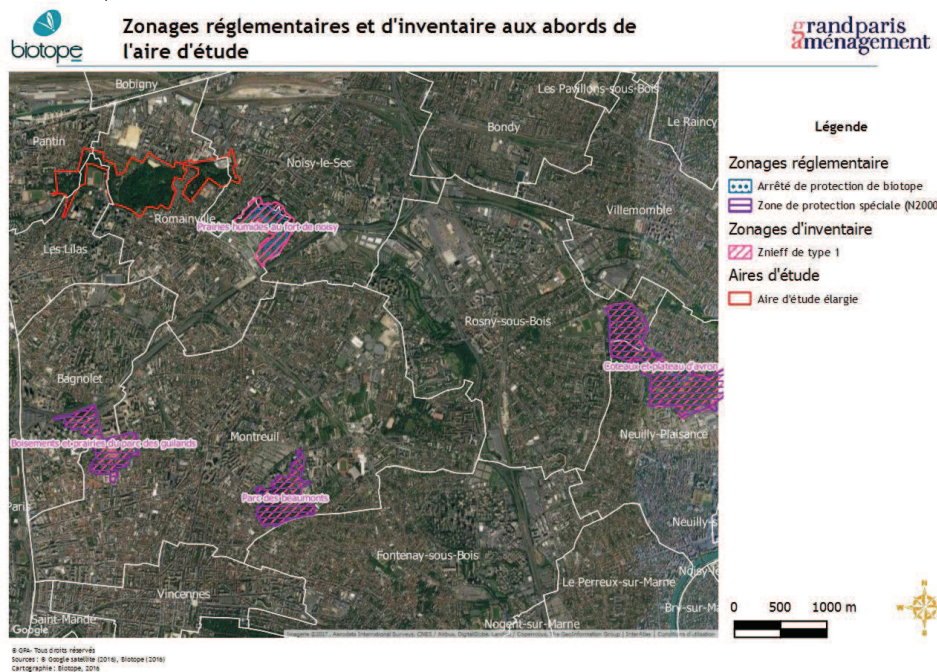 biotope
Zonages réglementaires et d'inventaire aux abords de
l'aire d'étude
grandparis
aménagement
Bobigny
Les Pavillons-sous-Bois
Le Raincy
Pantin
Bondy
Noisy-le-Sec
Romainville
Villemomble
Prairies humides au fort de noisy
Les Lilas
Rosny-sous-Bois
Coteaux et plateau d'avron
Bagnolet
Montreuil
Neuilly-Plaisance
Boisements et prairies du parc des guilands
Parc des beaumonts
Paris
Neuilly-s
Fontenay-sous-Bois
Noisy-le
Le Perreux-sur-Marne
Vincennes
Bry-sur-Ma
Saint-Mandé
Nogent-sur-Marne
Google
Légende
Zonages réglementaire
Arrêté de protection de biotope
Zone de protection spéciale (N2000
Zonages d'inventaire
Znieff de type 1
Aires d'étude
Aire d'étude élargie
0 500 1000 m
N
© GPA- Tous droits réservés
Sources : © Google satellite (2016), Biotope (2016)
Cartographie : Biotope, 2016